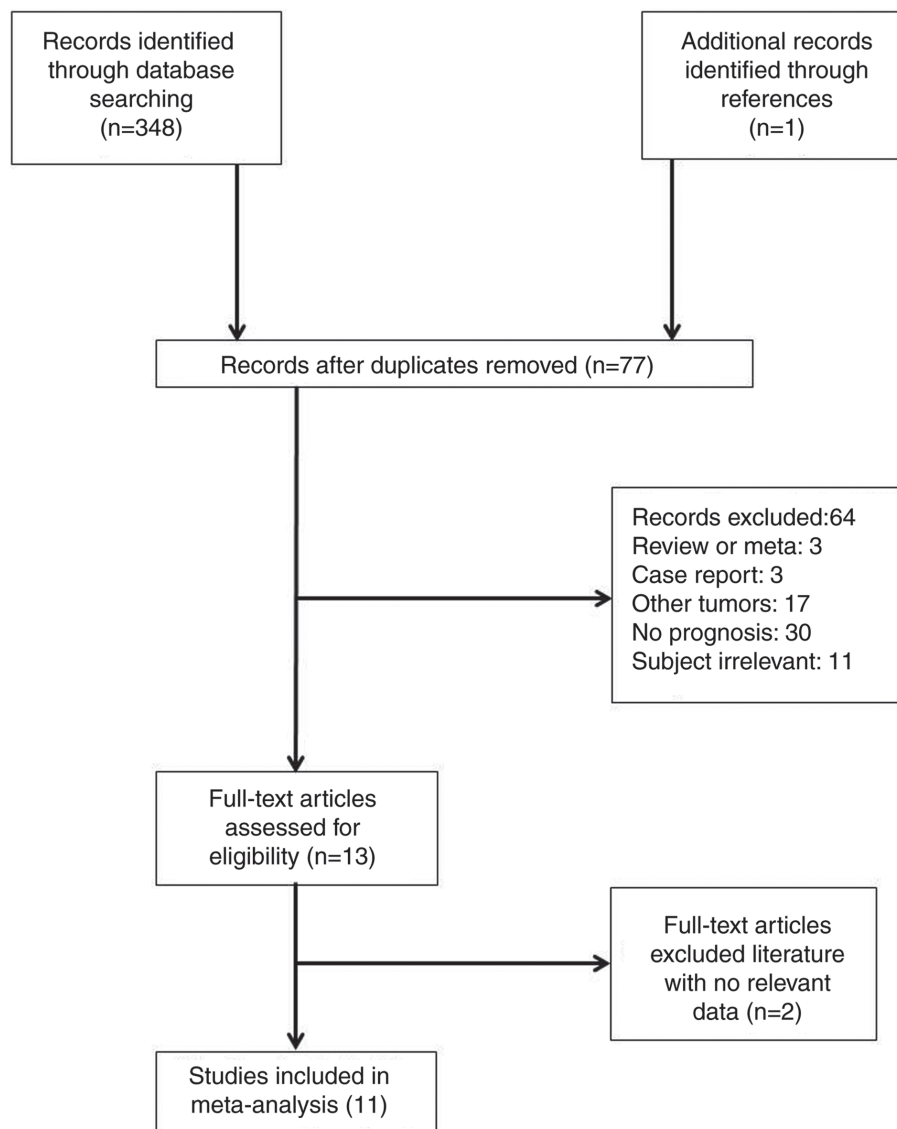 Records identified
through database
searching
(n=348)
Additional records
identified through
references
(n=1)
Records after duplicates removed (n=77)
Records excluded:64
Review or meta: 3
Case report: 3
Other tumors: 17
No prognosis: 30
Subject irrelevant: 11
Full-text articles
assessed for
eligibility (n=13)
Full-text articles
excluded literature
with no relevant
data (n=2)
Studies included in
meta-analysis (11)